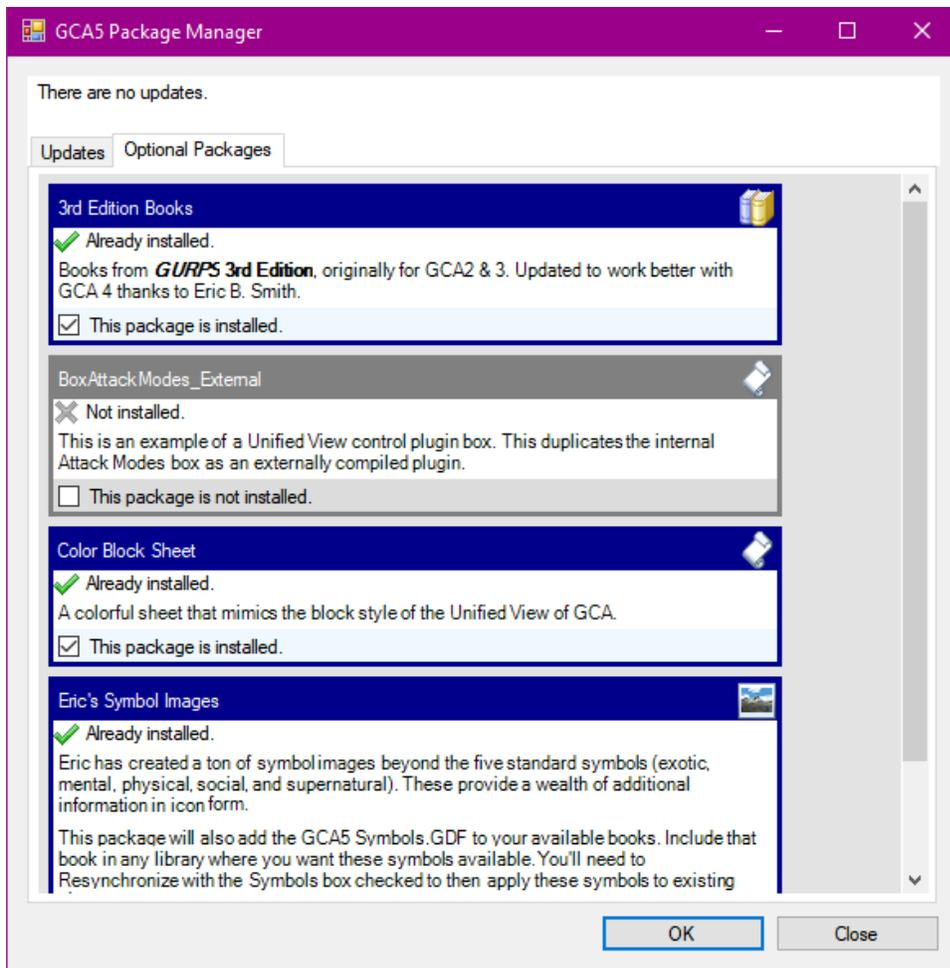 GCA5 Package Manager
There are no updates.
Updates
Optional Packages
3rd Edition Books
Already installed.
Books from GURPS 3rd Edition, originally for GCA2 & 3. Updated to work better with
GCA 4 thanks to Eric B. Smith.
This package is installed.
BoxAttackModes_External
Not installed.
This is an example of a Unified View control plugin box. This duplicates the internal
Attack Modes box as an externally compiled plugin.
This package is not installed.
Color Block Sheet
Already installed.
A colorful sheet that mimics the block style of the Unified View of GCA.
This package is installed.
Eric's Symbol Images
Already installed.
Eric has created a ton of symbol images beyond the five standard symbols (exotic,
mental, physical, social, and supernatural). These provide a wealth of additional
information in icon form.
This package will also add the GCA5 Symbols.GDF to your available books. Include that
book in any library where you want these symbols available. You'll need to
Resynchronize with the Symbols box checked to then apply these symbols to existing
OK
Close